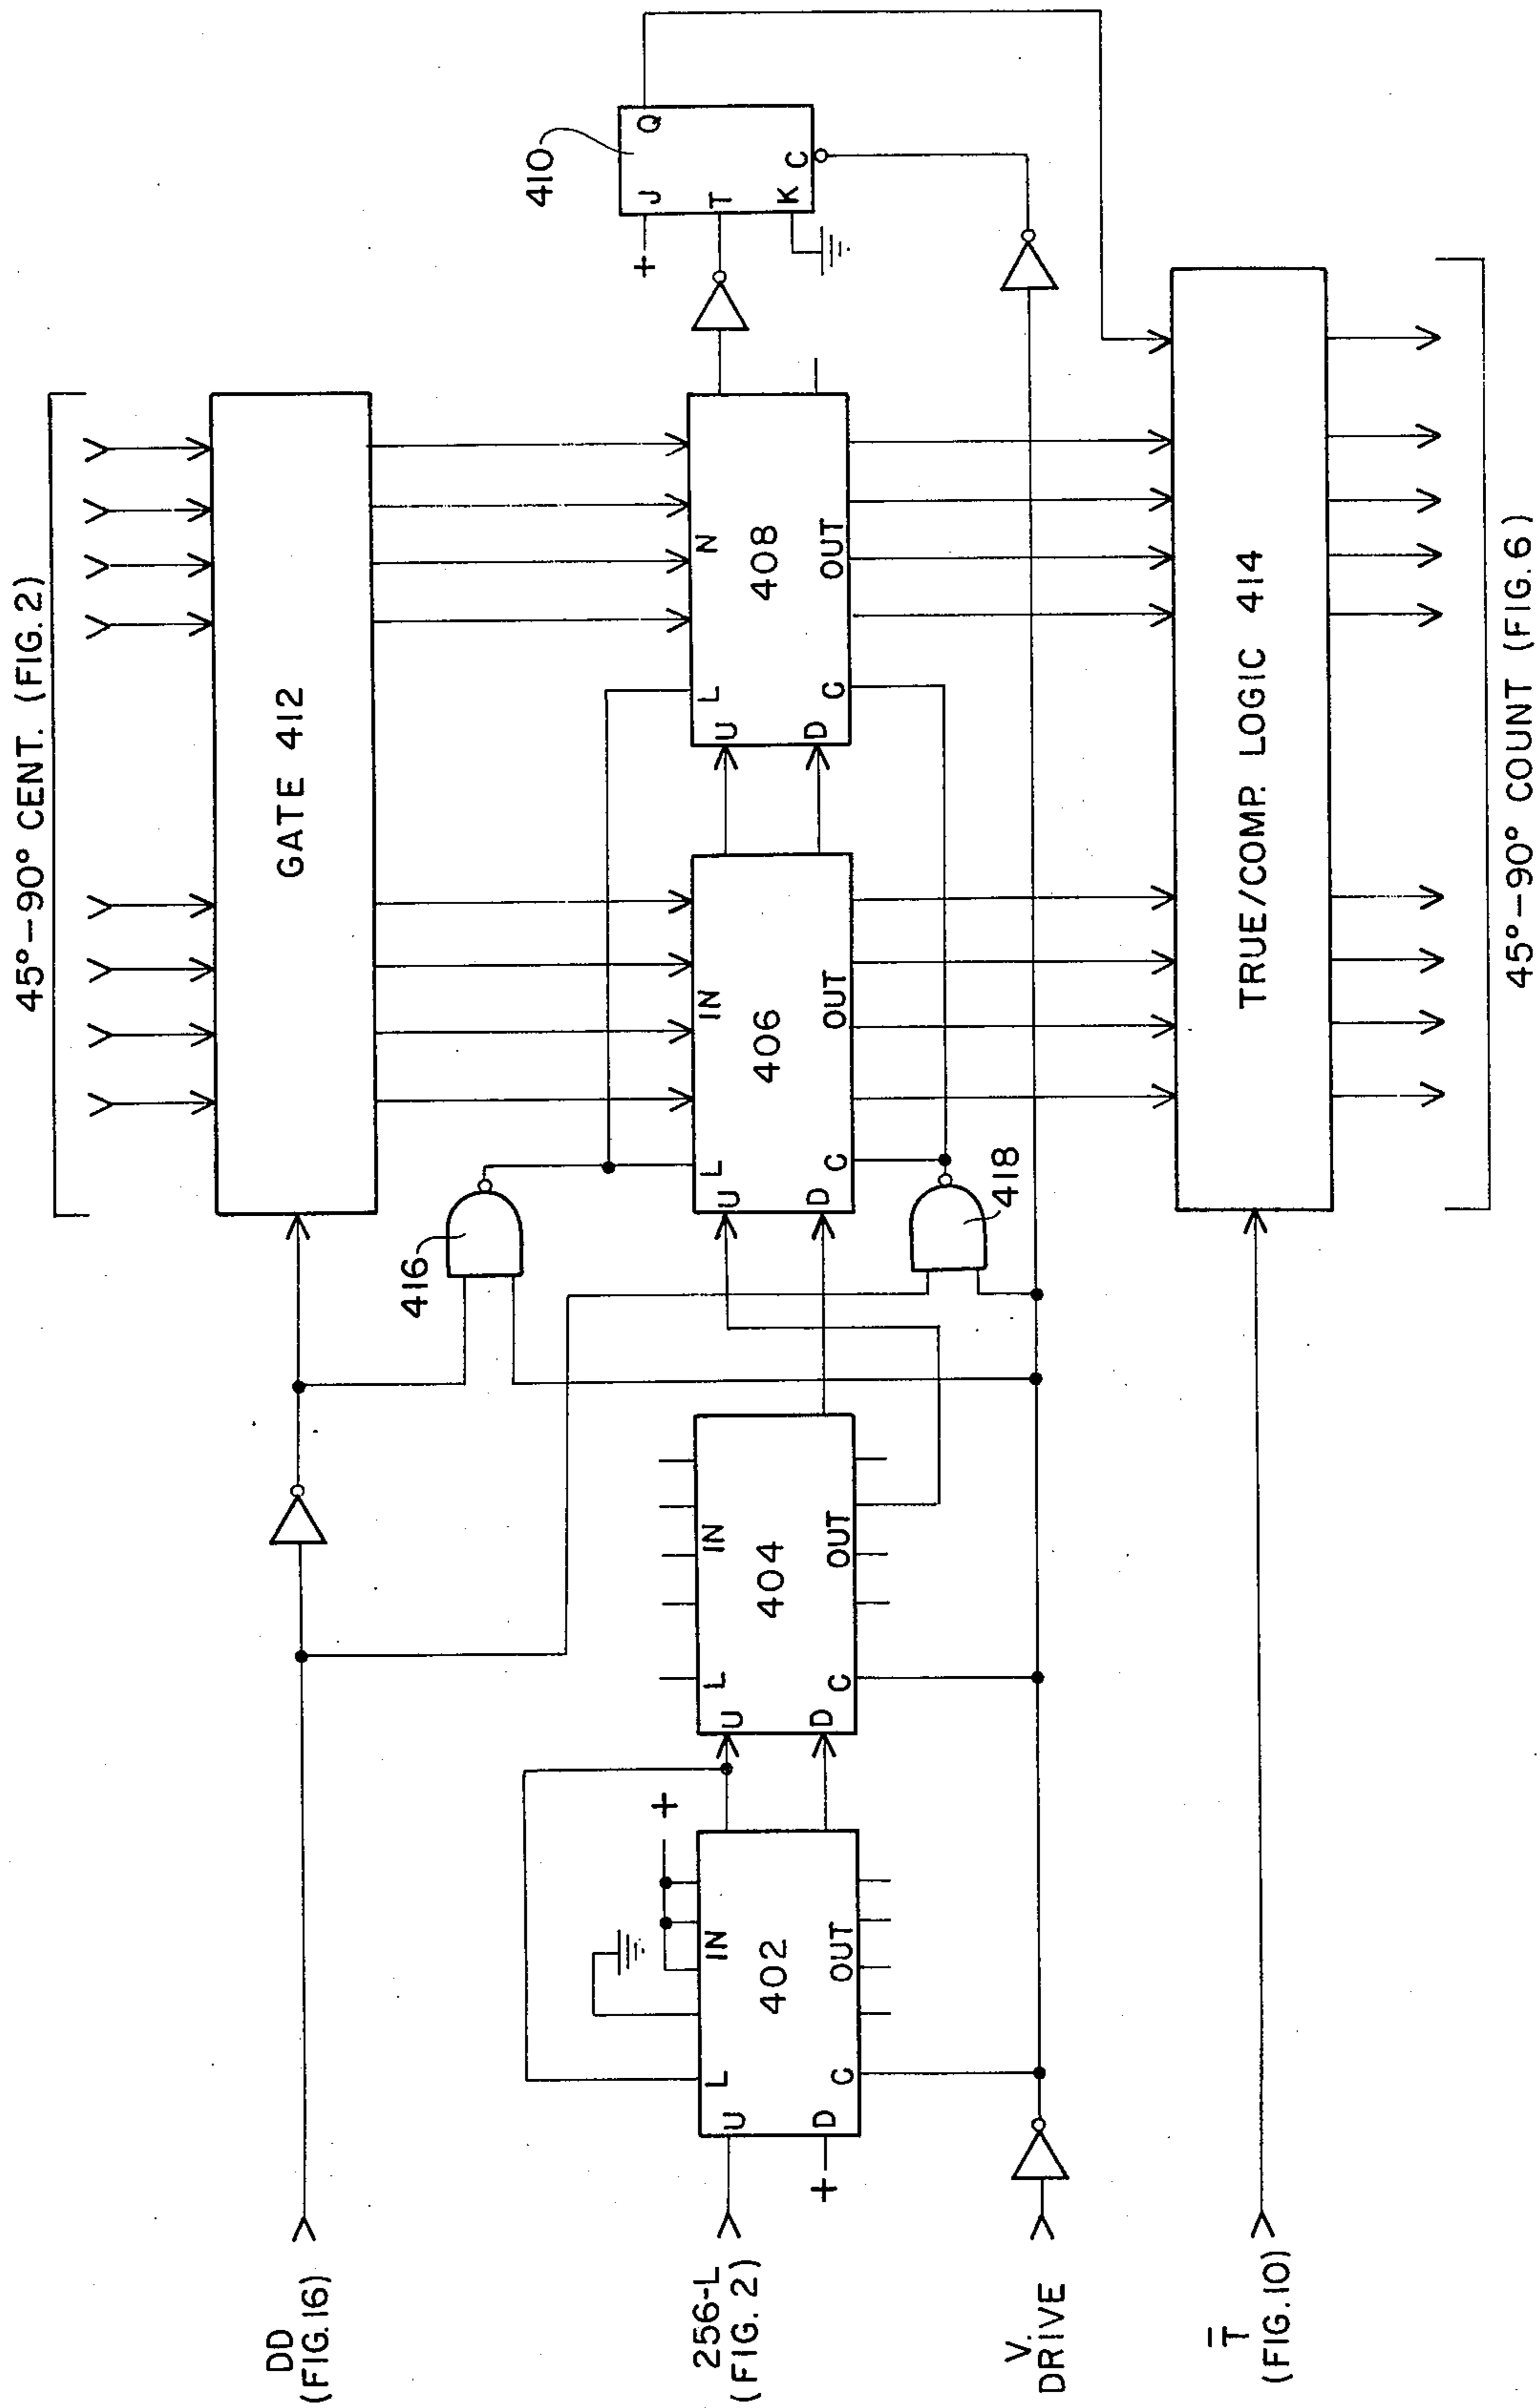 45°–90° CENT. (FIG. 2)
DD
(FIG. 16)
GATE 412
416
256-L
(FIG. 2)
U
D
L
C
IN
OUT
402
+
+
U
D
L
C
IN
OUT
404
U
D
L
C
IN
OUT
406
U
D
L
C
N
OUT
408
410
J
T
K
C
Q
+
418
V.
DRIVE
T̅
(FIG. 10)
TRUE/COMP. LOGIC 414
45°–90° COUNT (FIG. 6)